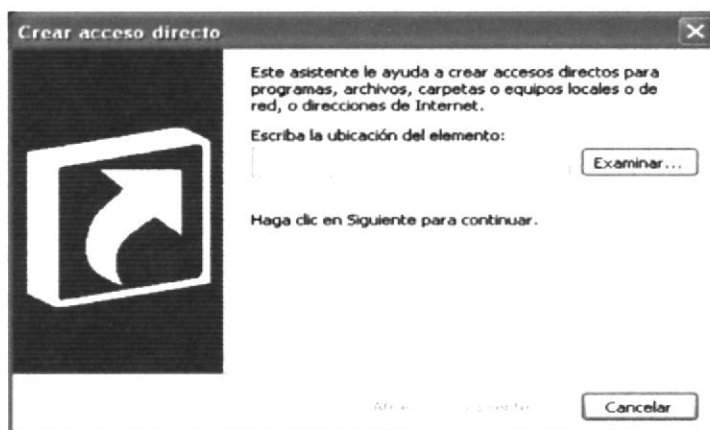 Crear acceso directo
Este asistente le ayuda a crear accesos directos para
programas, archivos, carpetas o equipos locales o de
red, o direcciones de Internet.
Escriba la ubicación del elemento:
Examinar...
Haga clic en Siguiente para continuar.
Cancelar